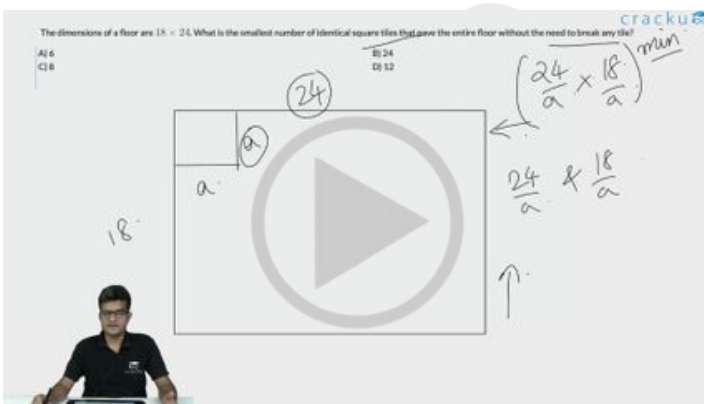 cracku
The dimensions of a floor are 18 × 24. What is the smallest number of identical square tiles that pave the entire floor without the need to break any tile?
A) 6
B) 24
C) 8
D) 12
(24/a × 18/a) min
24
a
a
24/a & 18/a
18